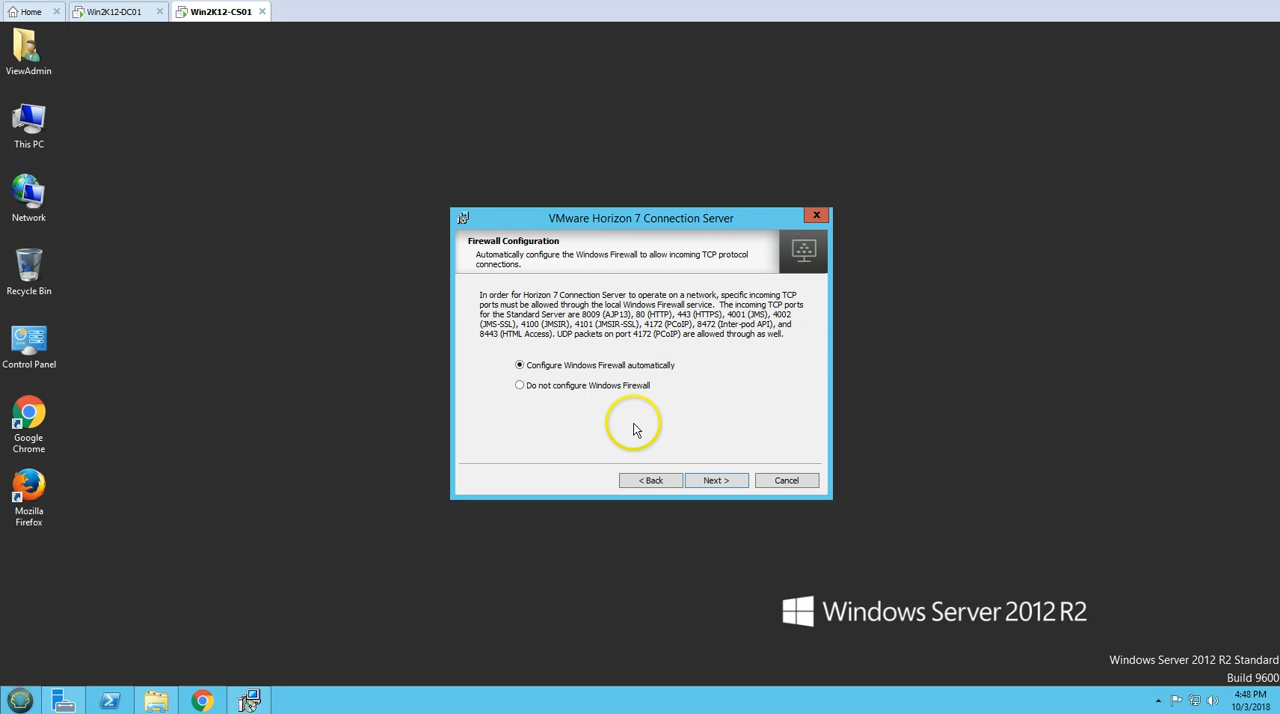 Home
Win2K12-DC01
Win2K12-CS01
ViewAdmin
This PC
Network
Recycle Bin
Control Panel
Google
Chrome
Mozilla
Firefox
VMware Horizon 7 Connection Server
Firewall Configuration
Automatically configure the Windows Firewall to allow incoming TCP protocol
connections.
In order for Horizon 7 Connection Server to operate on a network, specific incoming TCP
ports must be allowed through the local Windows Firewall service. The incoming TCP ports
for the Standard Server are 8009 (AJP13), 80 (HTTP), 443 (HTTPS), 4001 (JMS), 4002
(JMS-SSL), 4100 (JMSIR), 4101 (JMSIR-SSL), 4172 (PCoIP), 8472 (Inter-pod API), and
8443 (HTML Access). UDP packets on port 4172 (PCoIP) are allowed through as well.
Configure Windows Firewall automatically
Do not configure Windows Firewall
< Back
Next >
Cancel
Windows Server 2012 R2
Windows Server 2012 R2 Standard
Build 9600
4:48 PM
10/3/2018